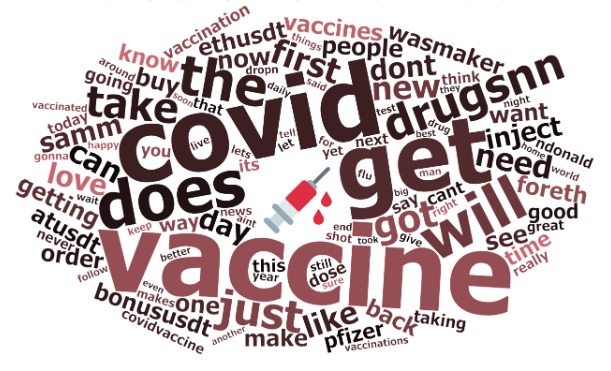 vaccination
ethusdt
vaccines
things
people
wasmaker
know
now
first
dont
around
going
buy
dropn
said
the
new
think
they
soon
that
daily
covid
drugsnn
night
vaccinated
take
test
want
today
samm
you
live
tell
let
lets
for
yet
next
drug
best
inject
ndonald
happy
gonna
can
its
get
flu
man
need
home
world
love
wait
does
big
say
cant
right
will
foreth
getting
news
aint
day
way
keep
end
shot
took
give
got
good
great
see
atusdt
never
order
vaccine
time
really
follow
better
this
year
still
dose
sure
even
makes
bonususdt
one
just
like
back
taking
covidvaccine
another
make
pfizer
vaccinations